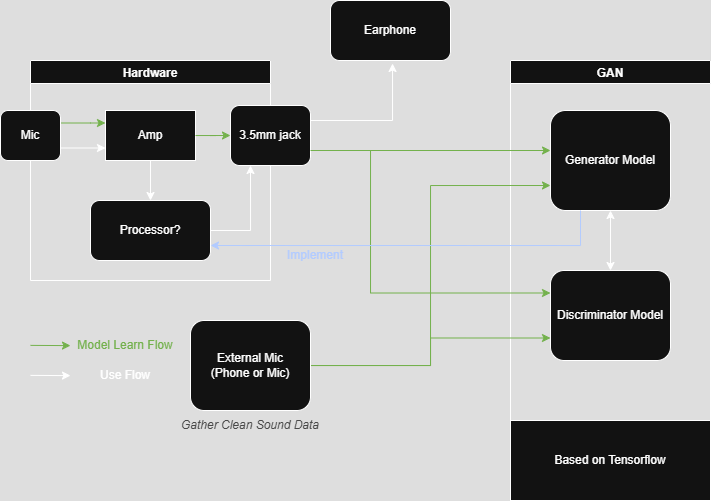 Earphone
Hardware
GAN
Mic
Amp
3.5mm jack
Generator Model
Processor?
Implement
Discriminator Model
Model Learn Flow
Use Flow
External Mic
(Phone or Mic)
Gather Clean Sound Data
Based on Tensorflow